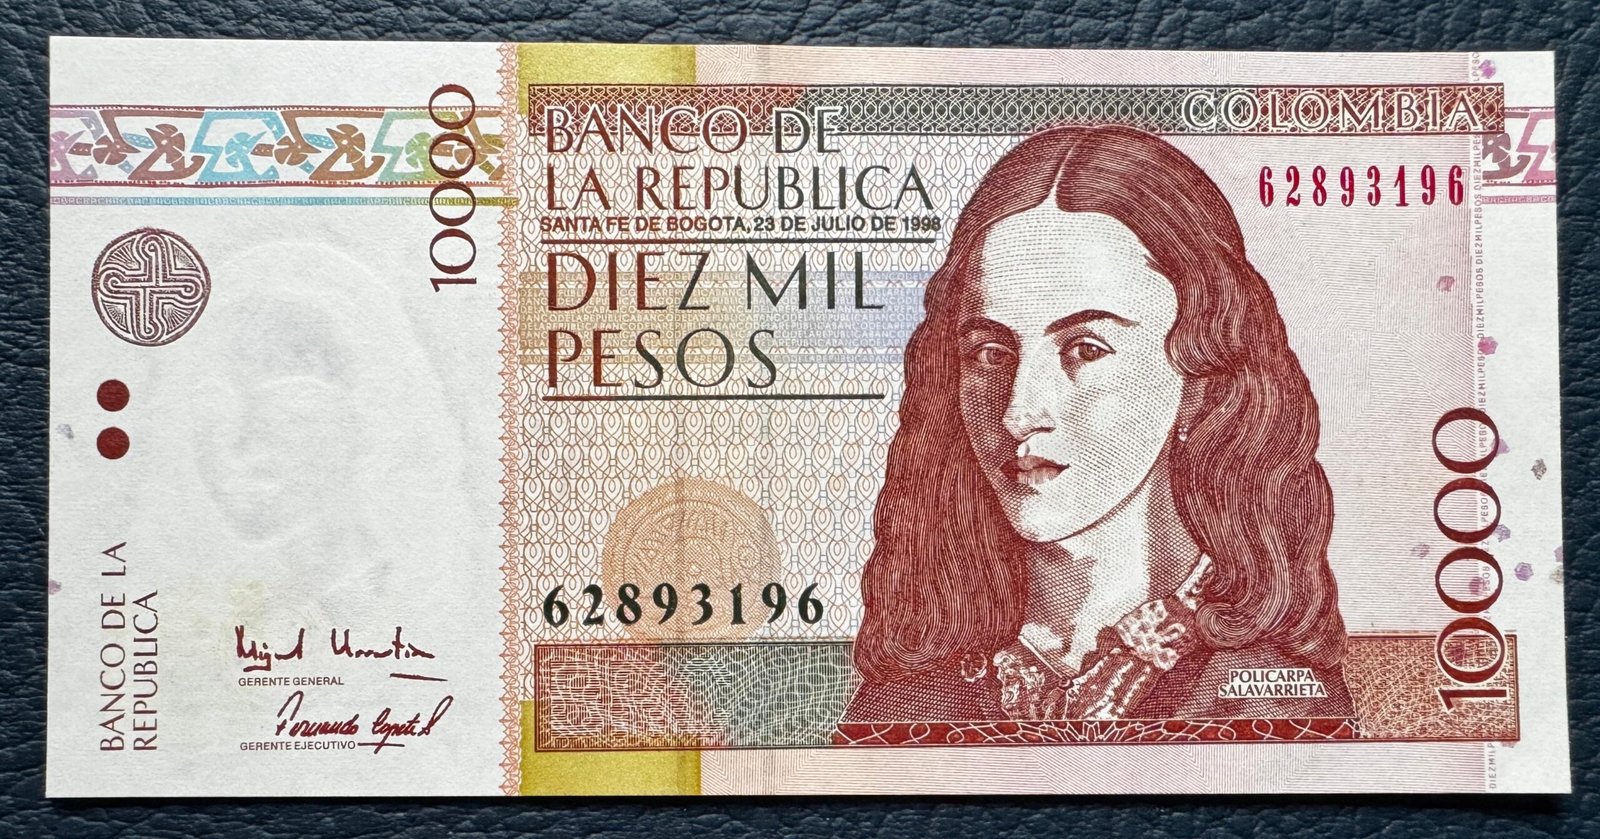 BANCO DE
LA REPUBLICA
SANTA FE DE BOGOTA, 23 DE JULIO DE 1998
DIEZ MIL
PESOS
COLOMBIA
62893196
10000
62893196
10000
POLICARPA
SALAVARRIETA
BANCO DE LA
REPUBLICA
GERENTE GENERAL
GERENTE EJECUTIVO